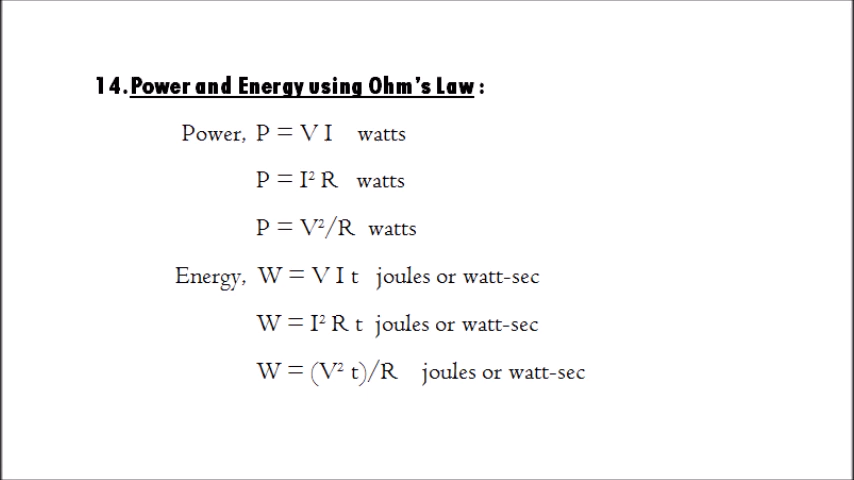 14.Power and Energy using Ohm's Law :
Power, P = V I watts
P = I² R watts
P = V²/R watts
Energy, W = V I t joules or watt-sec
W = I² R t joules or watt-sec
W = (V² t)/R joules or watt-sec